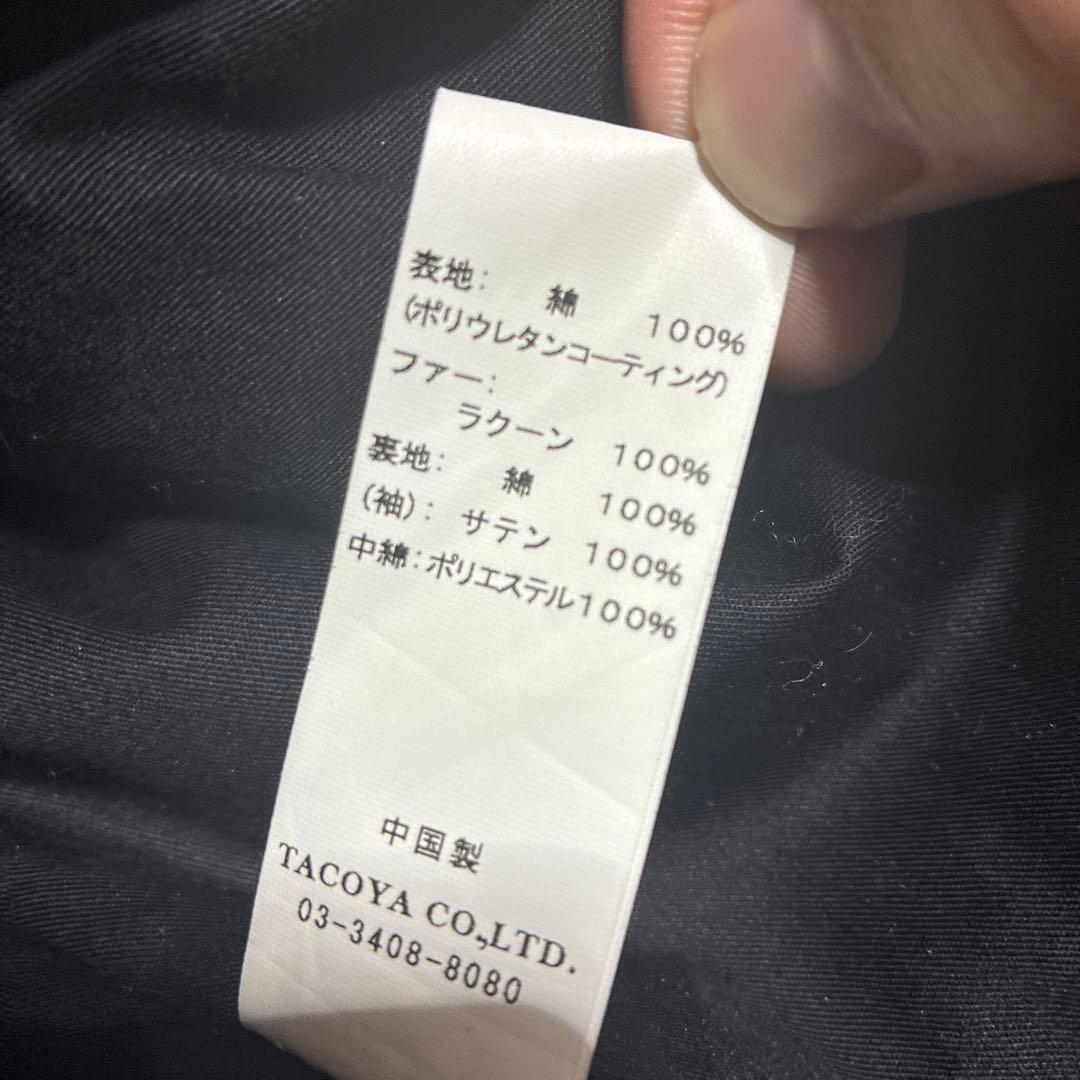 表地: 綿 100%
(ポリウレタンコーティング)
ファー:
ラクーン 100%
裏地: 綿 100%
(袖): サテン 100%
中綿:ポリエステル100%
中国製
TACOYA CO.,LTD.
03-3408-8080